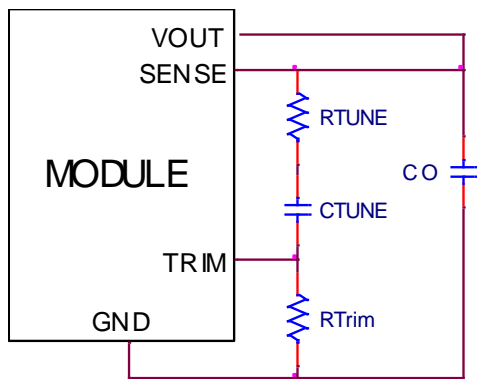 VOUT
SENSE
RTUNE
MODULE
CO
CTUNE
TRIM
GND
RTrim